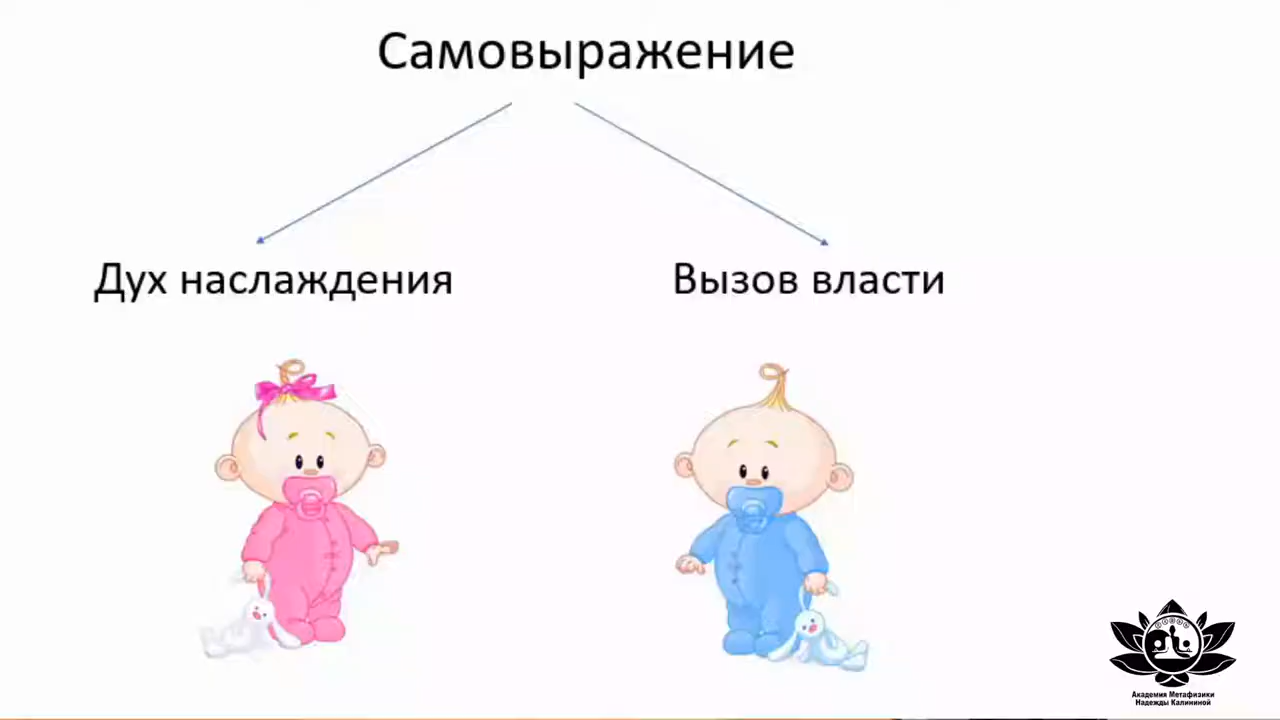 Самовыражение
Дух наслаждения
Вызов власти
Академия Метафизики
Надежды Калининой